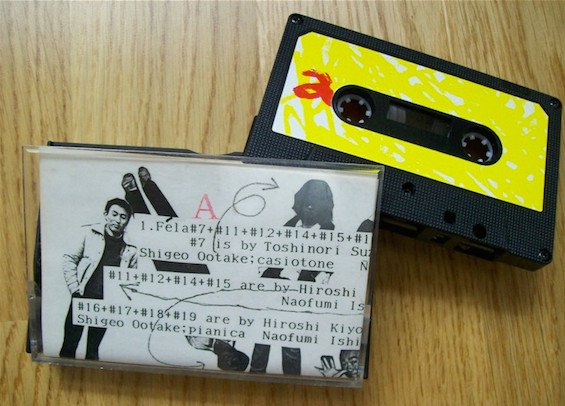 A
1.Fela#7+#11+#12+#14+#15+#1
#7 is by Toshinori Suz
Shigeo Ootake;casiotone N
#11+#12+#14+#15 are by Hiroshi
Naofumi Is
#16+#17+#18+#19 are by Hiroshi Kiyo
Shigeo Ootake;pianica Naofumi Ishi
a